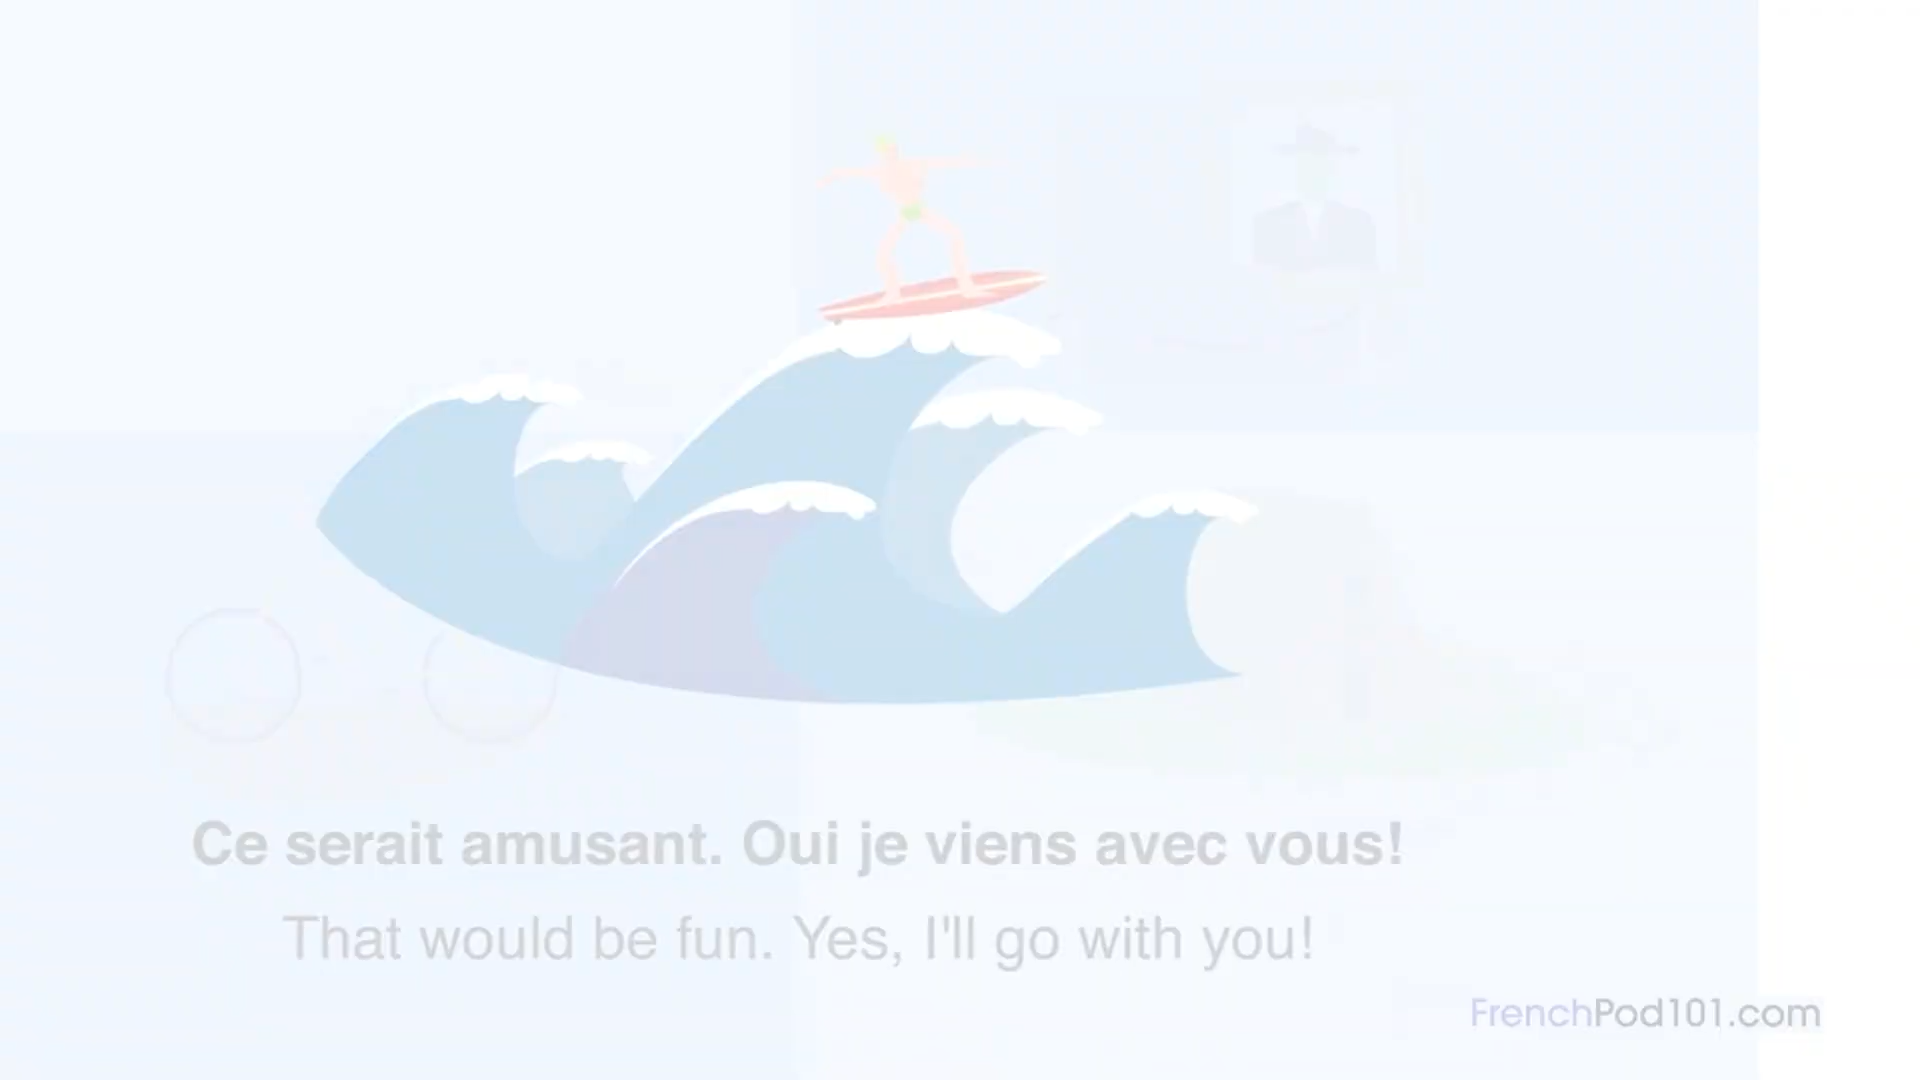 Ce serait amusant. Oui je viens avec vous!
That would be fun. Yes, I'll go with you!
FrenchPod101.com